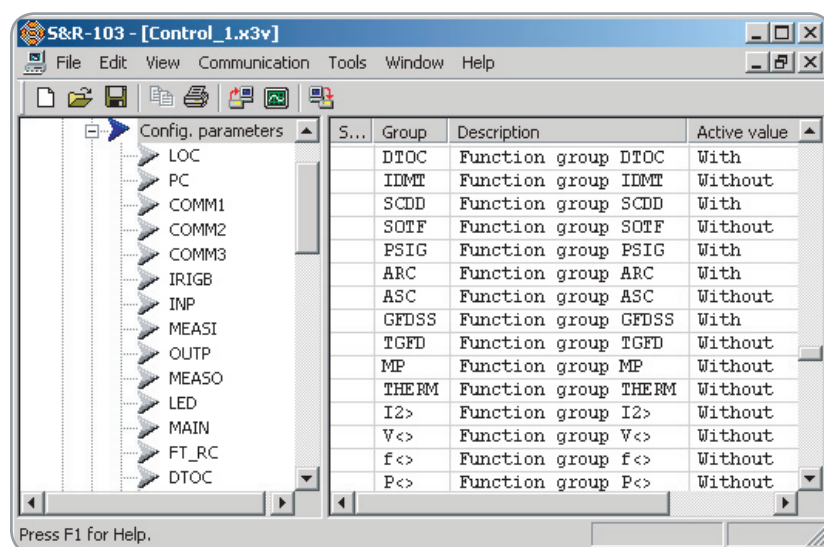 S&R-103 - [Control_1.x3v]
File Edit View Communication Tools Window Help
Config. parameters
LOC
PC
COMM1
COMM2
COMM3
IRIGB
INP
MEASI
OUTP
MEASO
LED
MAIN
FT_RC
DTOC
S... Group Description Active value
DTOC Function group DTOC With
IDMT Function group IDMT Without
SCDD Function group SCDD With
SOTF Function group SOTF Without
PSIG Function group PSIG With
ARC Function group ARC With
ASC Function group ASC Without
GFDSS Function group GFDSS With
TGFD Function group TGFD Without
MP Function group MP Without
THERM Function group THERM Without
I2> Function group I2> Without
V<> Function group V<> Without
f<> Function group f<> Without
P<> Function group P<> Without
Press F1 for Help.